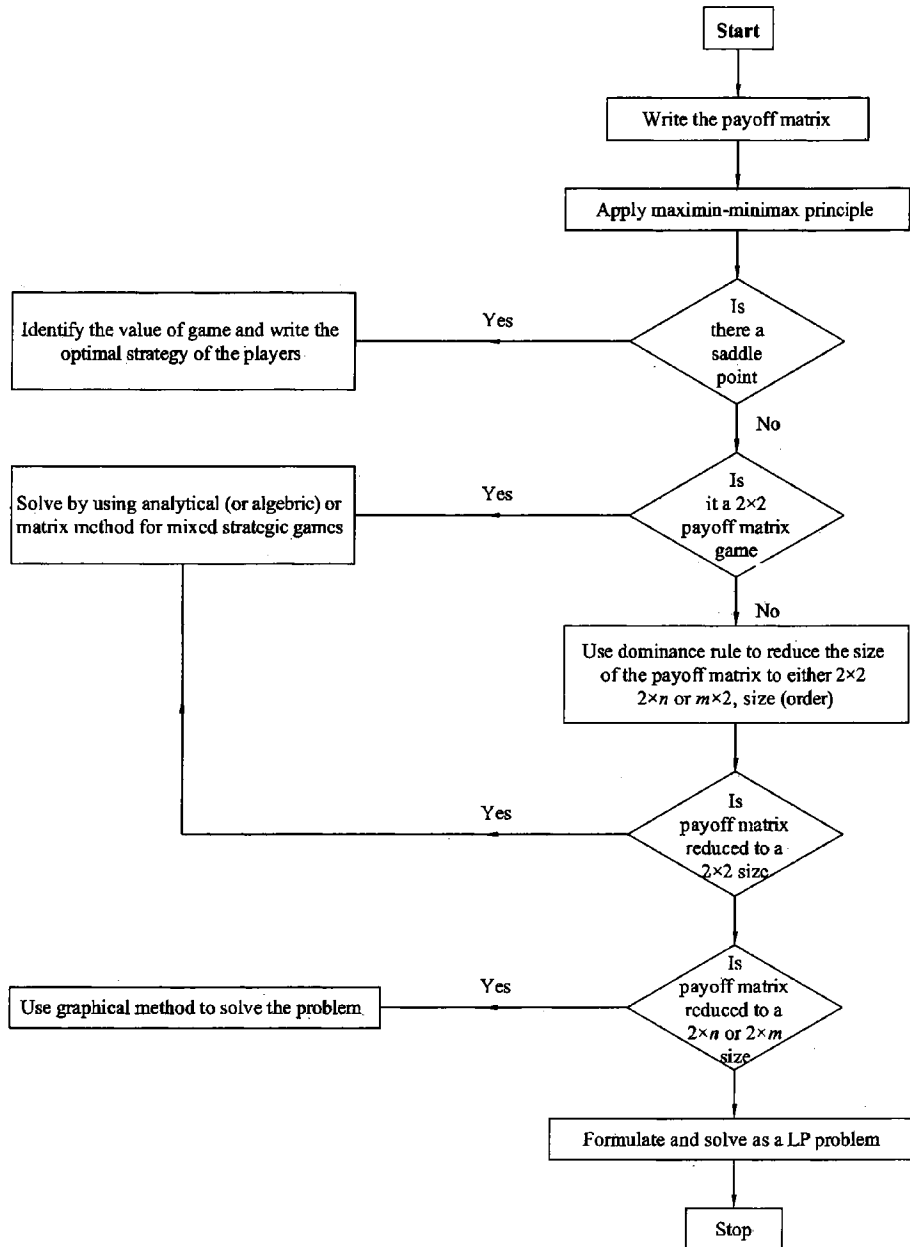 Start
Write the payoff matrix
Apply maximin-minimax principle
Is
there a
saddle
point
Yes
Identify the value of game and write the
optimal strategy of the players
No
Is
it a 2×2
payoff matrix
game
Yes
Solve by using analytical (or algebric) or
matrix method for mixed strategic games
No
Use dominance rule to reduce the size
of the payoff matrix to either 2×2
2×n or m×2, size (order)
Is
payoff matrix
reduced to a
2×2 size
Yes
Is
payoff matrix
reduced to a
2×n or 2×m
size
Yes
Use graphical method to solve the problem
Formulate and solve as a LP problem
Stop